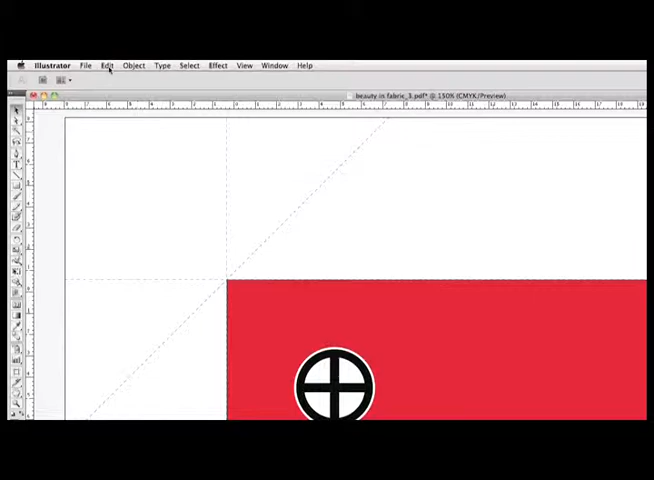 Illustrator File Edit Object Type Select Effect View Window Help
beauty in fabric_3.pdf* @ 150% (CMYK/Preview)